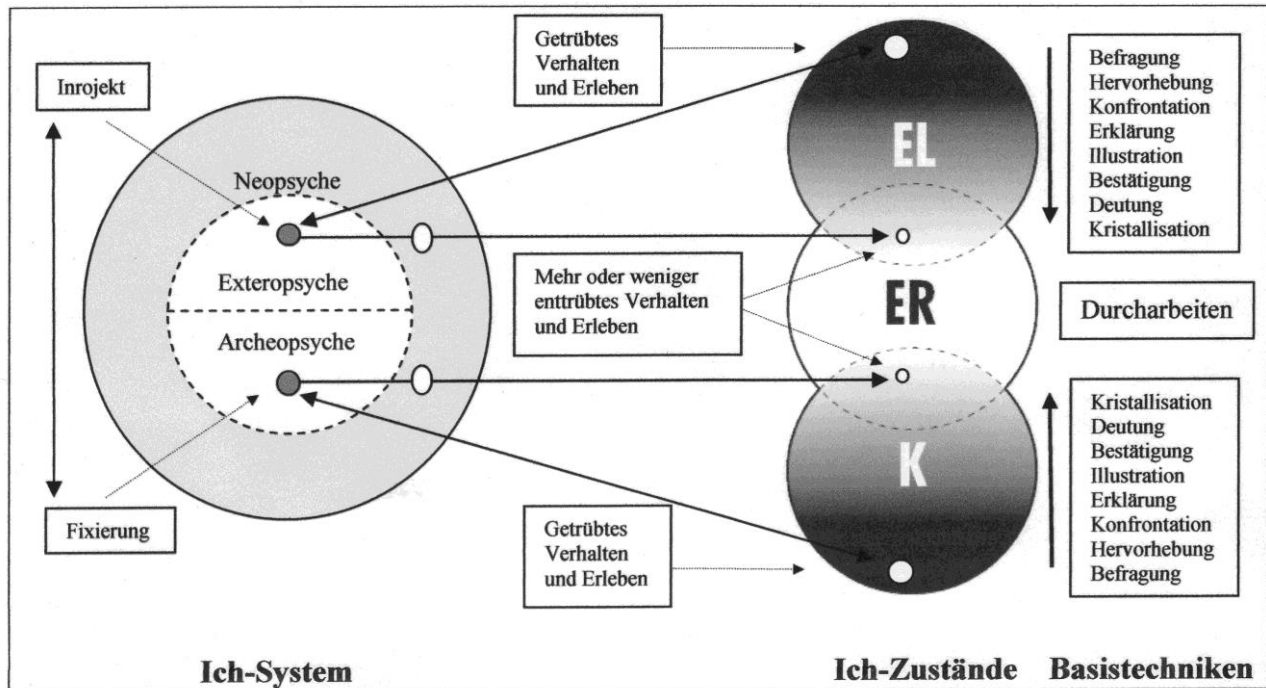 Inrojekt
Neopsyche
Exteropsyche
Archeopsyche
Fixierung
Ich-System
Getrübtes
Verhalten
und Erleben
Mehr oder weniger
enttrübtes Verhalten
und Erleben
Getrübtes
Verhalten
und Erleben
EL
ER
K
Ich-Zustände
Befragung
Hervorhebung
Konfrontation
Erklärung
Illustration
Bestätigung
Deutung
Kristallisation
Durcharbeiten
Kristallisation
Deutung
Bestätigung
Illustration
Erklärung
Konfrontation
Hervorhebung
Befragung
Basistechniken